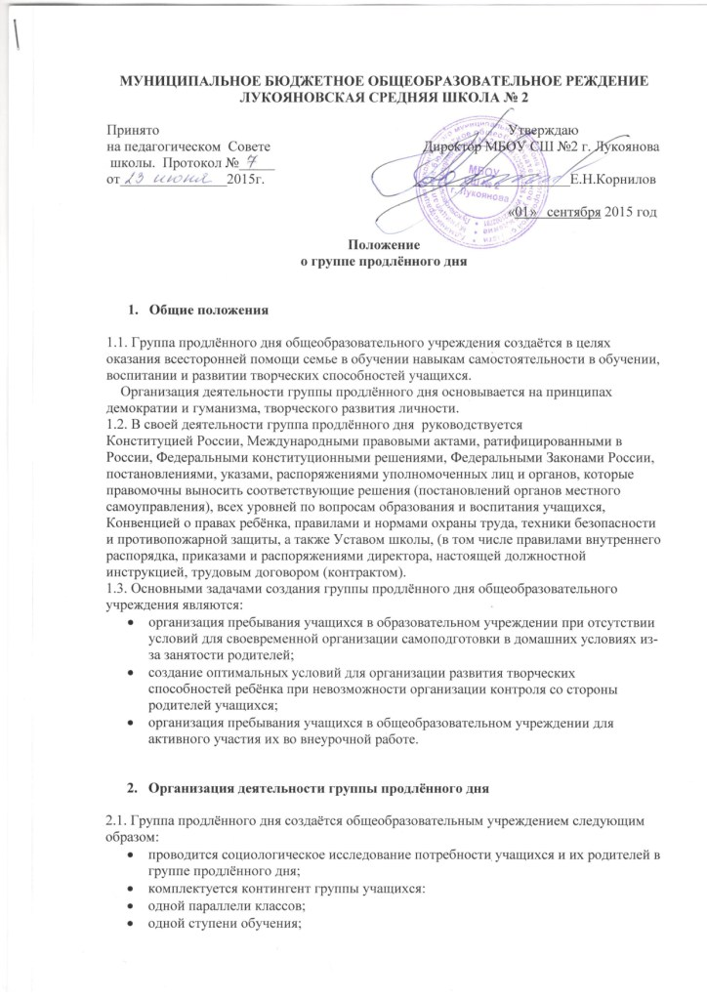 МУНИЦИПАЛЬНОЕ БЮДЖЕТНОЕ ОБЩЕОБРАЗОВАТЕЛЬНОЕ РЕЖДЕНИЕ
ЛУКОЯНОВСКАЯ СРЕДНЯЯ ШКОЛА № 2
Принято Утверждаю
на педагогическом Совете Директор МБОУ СШ №2 г. Лукоянова
школы. Протокол № 7
от 23 июня 2015г. Е.Н.Корнилов
МБОУ
г. Лукоянова
«01» сентября 2015 год
Положение
о группе продлённого дня
1. Общие положения
1.1. Группа продлённого дня общеобразовательного учреждения создаётся в целях
оказания всесторонней помощи семье в обучении навыкам самостоятельности в обучении,
воспитании и развитии творческих способностей учащихся.
Организация деятельности группы продлённого дня основывается на принципах
демократии и гуманизма, творческого развития личности.
1.2. В своей деятельности группа продлённого дня руководствуется
Конституцией России, Международными правовыми актами, ратифицированными в
России, Федеральными конституционными решениями, Федеральными Законами России,
постановлениями, указами, распоряжениями уполномоченных лиц и органов, которые
правомочны выносить соответствующие решения (постановлений органов местного
самоуправления), всех уровней по вопросам образования и воспитания учащихся,
Конвенцией о правах ребёнка, правилами и нормами охраны труда, техники безопасности
и противопожарной защиты, а также Уставом школы, (в том числе правилами внутреннего
распорядка, приказами и распоряжениями директора, настоящей должностной
инструкцией, трудовым договором (контрактом).
1.3. Основными задачами создания группы продлённого дня общеобразовательного
учреждения являются:
• организация пребывания учащихся в образовательном учреждении при отсутствии
условий для своевременной организации самоподготовки в домашних условиях из-
за занятости родителей;
• создание оптимальных условий для организации развития творческих
способностей ребёнка при невозможности организации контроля со стороны
родителей учащихся;
• организация пребывания учащихся в общеобразовательном учреждении для
активного участия их во внеурочной работе.
2. Организация деятельности группы продлённого дня
2.1. Группа продлённого дня создаётся общеобразовательным учреждением следующим
образом:
• проводится социологическое исследование потребности учащихся и их родителей в
группе продлённого дня;
• комплектуется контингент группы учащихся:
• одной параллели классов;
• одной ступени обучения;